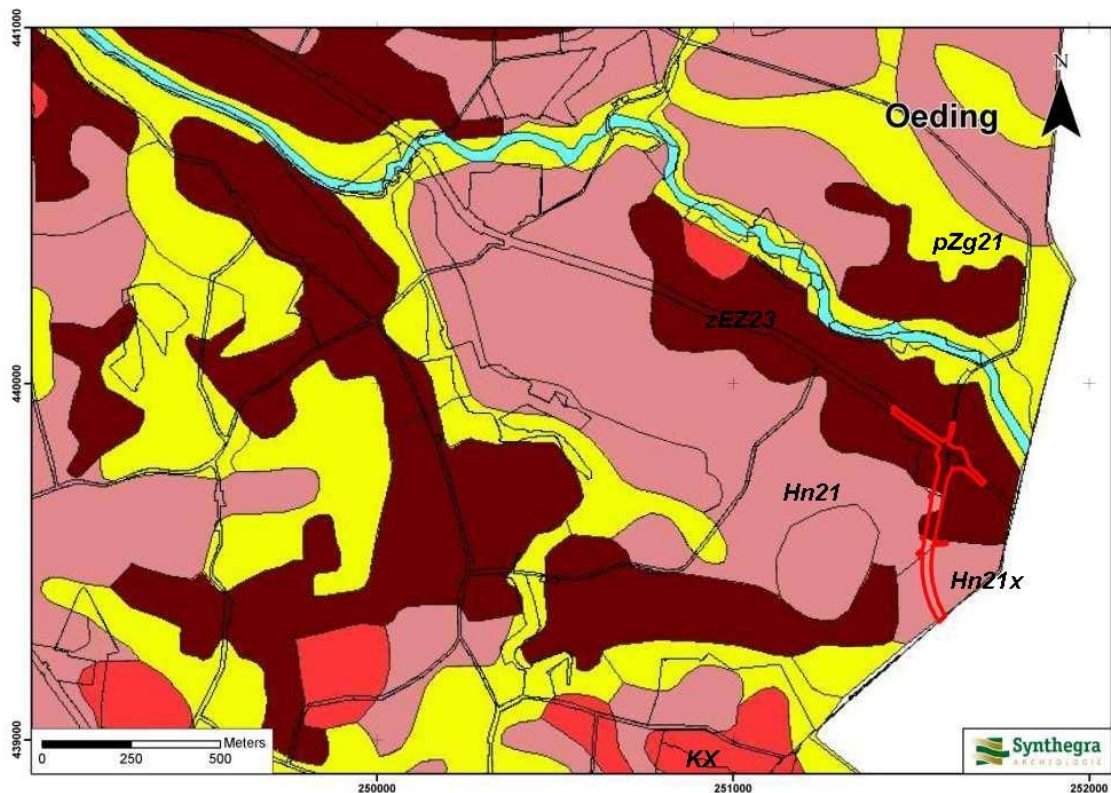 441000
N
Oeding
pZg21
zEZ23
440000
Hn21
Hn21x
439000
Meters
0 250 500
KX
Synthegra
ARCHEOLOGIE
250000 251000 252000